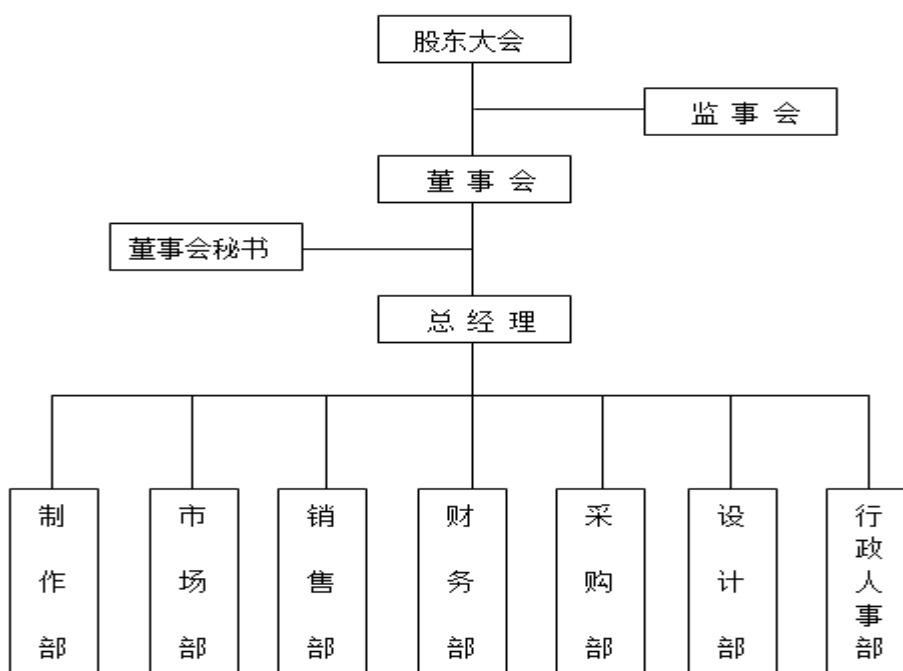 股东大会
监事会
董事会
董事会秘书
总经理
制作部
市场部
销售部
财务部
采购部
设计部
行政人事部